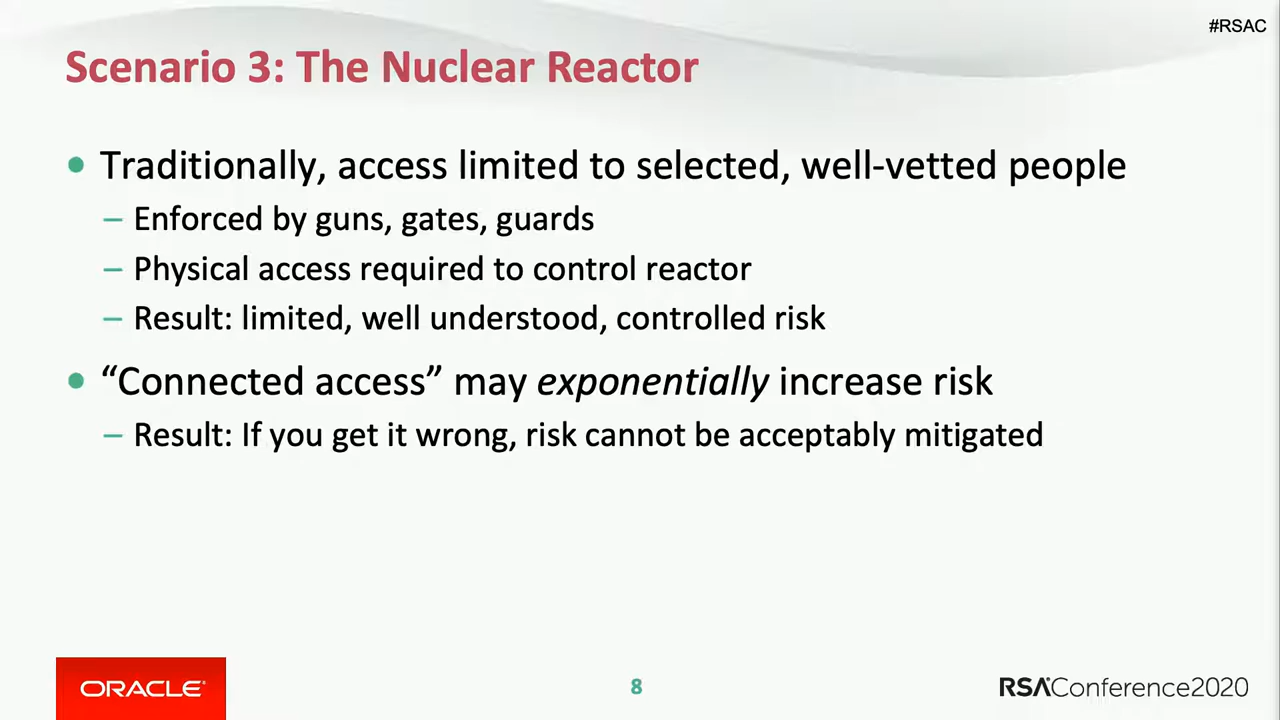 #RSAC
Scenario 3: The Nuclear Reactor
• Traditionally, access limited to selected, well-vetted people
– Enforced by guns, gates, guards
– Physical access required to control reactor
– Result: limited, well understood, controlled risk
• “Connected access” may exponentially increase risk
– Result: If you get it wrong, risk cannot be acceptably mitigated
ORACLE
8
RSAConference2020